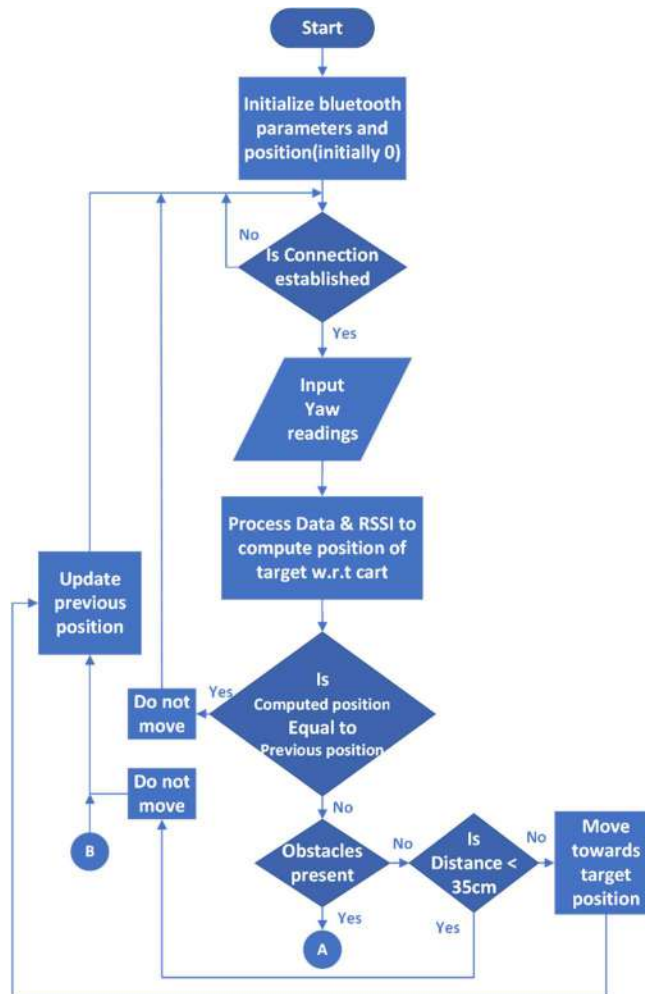 Start
Initialize bluetooth
parameters and
position(initially 0)
No
Is Connection
established
Yes
Input
Yaw
readings
Process Data & RSSI to
compute position of
target w.r.t cart
Update
previous
position
Is
Computed position
Equal to
Previous position
Yes
Do not
move
Do not
move
No
B
Obstacles
present
No
Is
Distance <
35cm
No
Move
towards
target
position
Yes
Yes
A